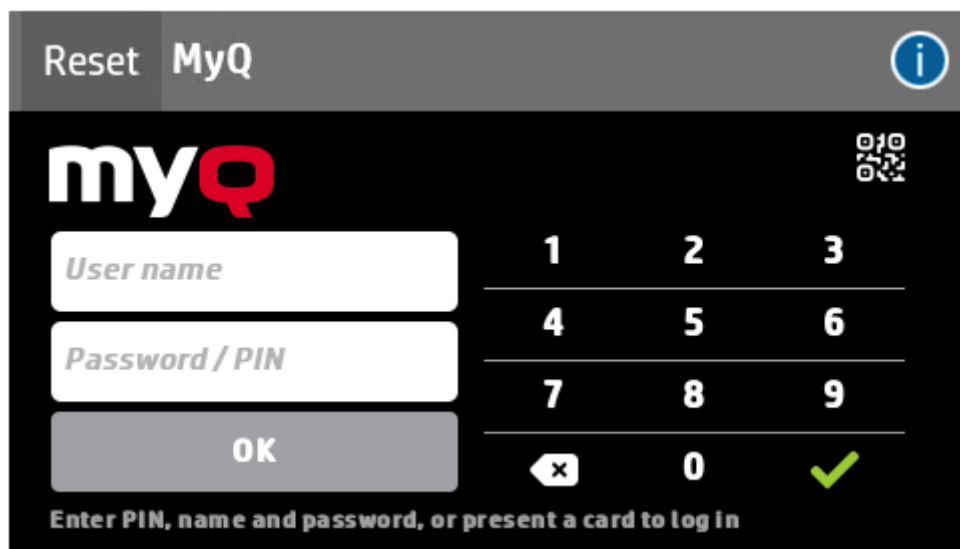 Reset MyQ i
myQ
User name
Password / PIN
OK
1 2 3
4 5 6
7 8 9
0
Enter PIN, name and password, or present a card to log in